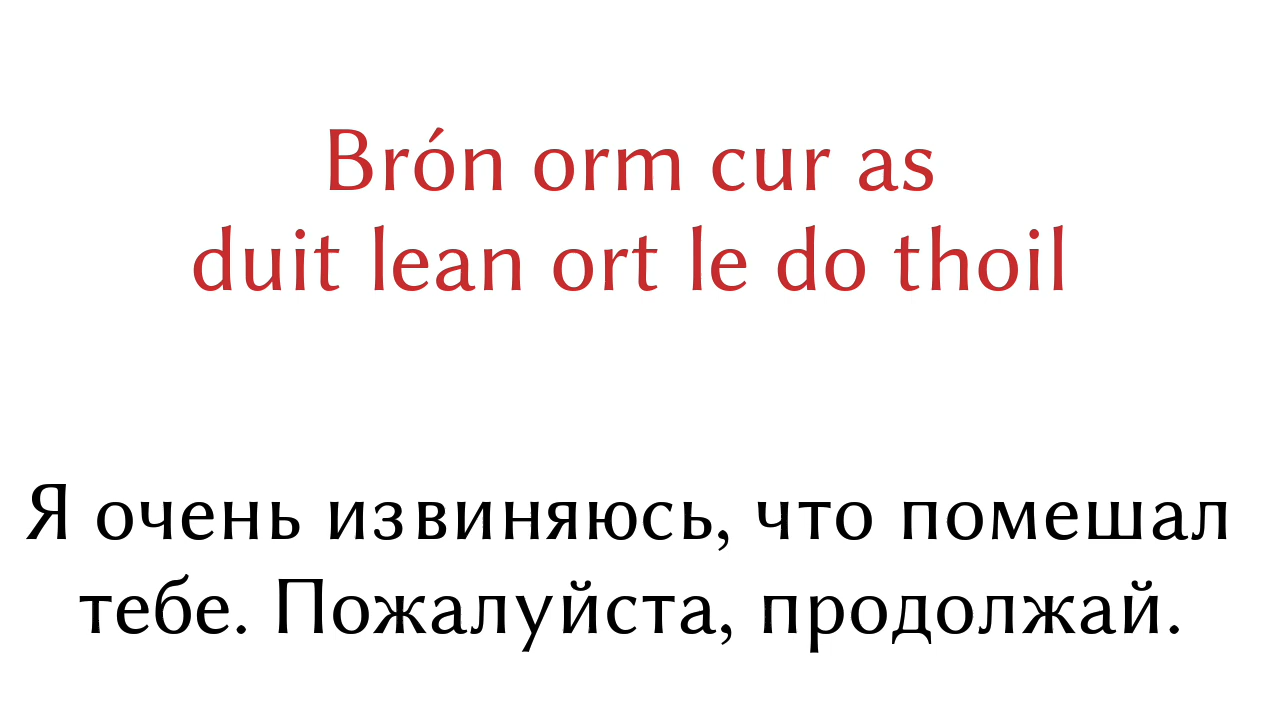 Brón orm cur as
duit lean ort le do thoil
Я очень извиняюсь, что помешал
тебе. Пожалуйста, продолжай.